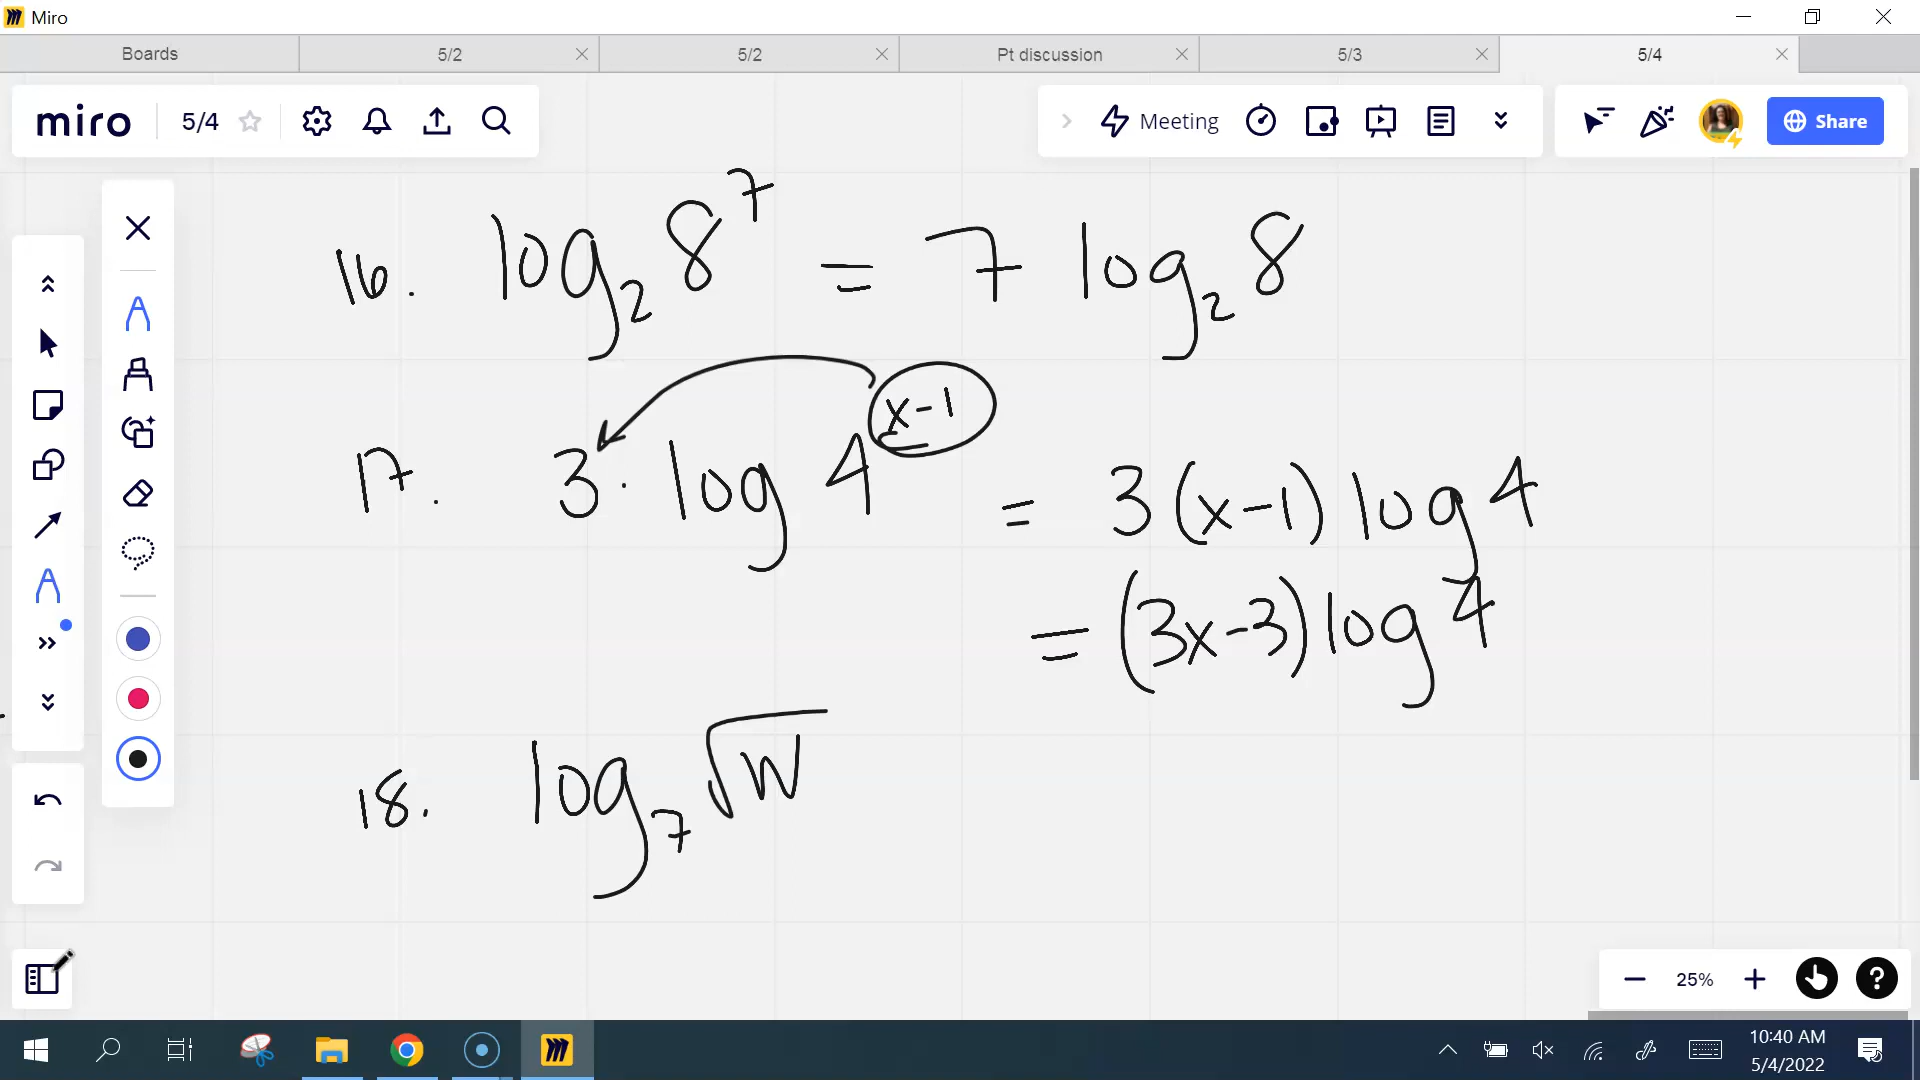 Miro
Boards 5/2 5/2 Pt discussion 5/3 5/4
miro 5/4 Meeting Share
16. log₂ 8⁷ = 7 log₂ 8
17. 3 · log 4ˣ⁻¹ = 3(x-1) log 4
= (3x-3) log 4
18. log₇ √W
25%
10:40 AM
5/4/2022